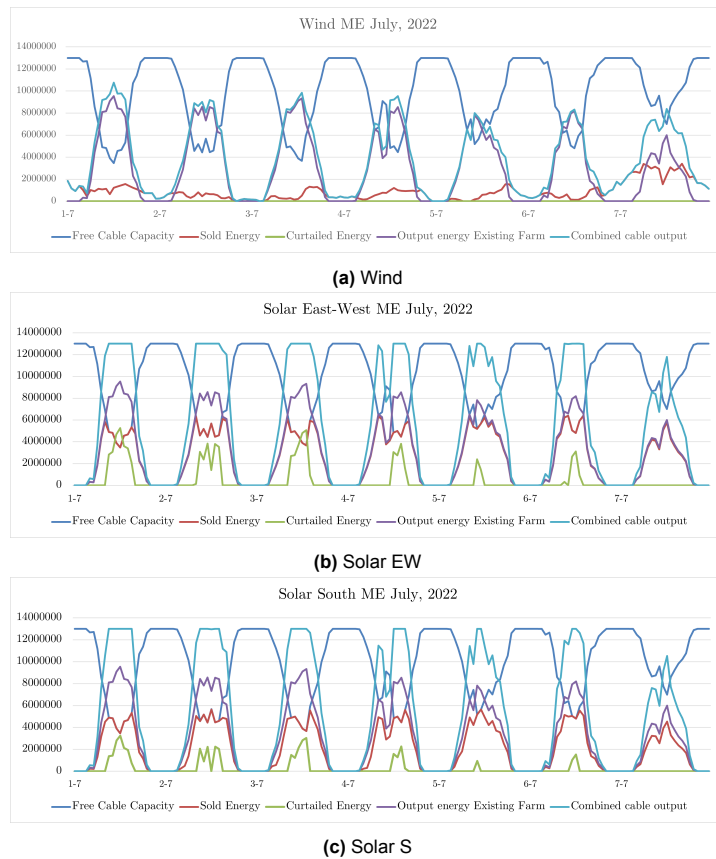 Wind ME July, 2022
14000000
12000000
10000000
8000000
6000000
4000000
2000000
0
1-7 2-7 3-7 4-7 5-7 6-7 7-7
Free Cable Capacity Sold Energy Curtailed Energy Output energy Existing Farm Combined cable output
(a) Wind
Solar East-West ME July, 2022
14000000
12000000
10000000
8000000
6000000
4000000
2000000
0
1-7 2-7 3-7 4-7 5-7 6-7 7-7
Free Cable Capacity Sold Energy Curtailed Energy Output energy Existing Farm Combined cable output
(b) Solar EW
Solar South ME July, 2022
14000000
12000000
10000000
8000000
6000000
4000000
2000000
0
1-7 2-7 3-7 4-7 5-7 6-7 7-7
Free Cable Capacity Sold Energy Curtailed Energy Output energy Existing Farm Combined cable output
(c) Solar S